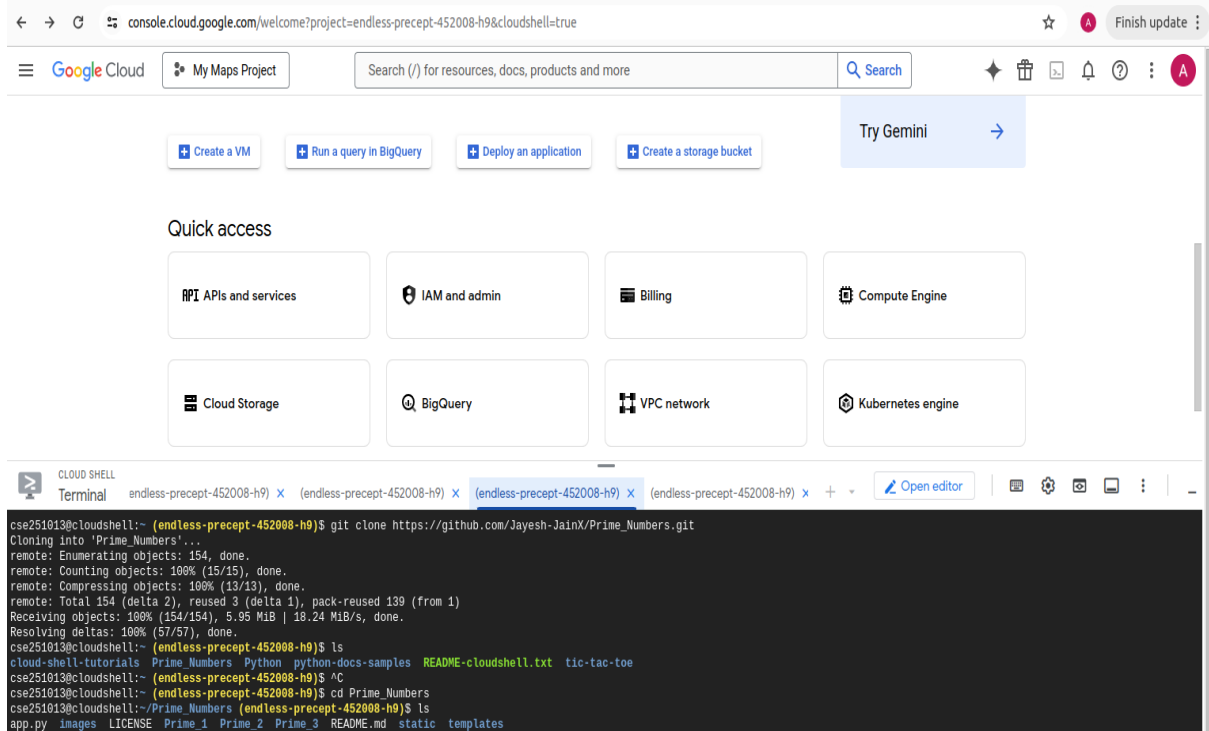 console.cloud.google.com/welcome?project=endless-precept-452008-h9&cloudshell=true
A
Finish update
Google Cloud
My Maps Project
Search (/) for resources, docs, products and more
Search
A
Try Gemini
Create a VM
Run a query in BigQuery
Deploy an application
Create a storage bucket
Quick access
API APIs and services
IAM and admin
Billing
Compute Engine
Cloud Storage
BigQuery
VPC network
Kubernetes engine
CLOUD SHELL
Terminal
endless-precept-452008-h9) X (endless-precept-452008-h9) X (endless-precept-452008-h9) X (endless-precept-452008-h9) X
Open editor
cse251013@cloudshell:~ (endless-precept-452008-h9)$ git clone https://github.com/Jayesh-JainX/Prime_Numbers.git
Cloning into 'Prime_Numbers'...
remote: Enumerating objects: 154, done.
remote: Counting objects: 100% (15/15), done.
remote: Compressing objects: 100% (13/13), done.
remote: Total 154 (delta 2), reused 3 (delta 1), pack-reused 139 (from 1)
Receiving objects: 100% (154/154), 5.95 MiB | 18.24 MiB/s, done.
Resolving deltas: 100% (57/57), done.
cse251013@cloudshell:~ (endless-precept-452008-h9)$ ls
cloud-shell-tutorials Prime_Numbers Python python-docs-samples README-cloudshell.txt tic-tac-toe
cse251013@cloudshell:~ (endless-precept-452008-h9)$ ^C
cse251013@cloudshell:~ (endless-precept-452008-h9)$ cd Prime_Numbers
cse251013@cloudshell:~/Prime_Numbers (endless-precept-452008-h9)$ ls
app.py images LICENSE Prime_1 Prime_2 Prime_3 README.md static templates